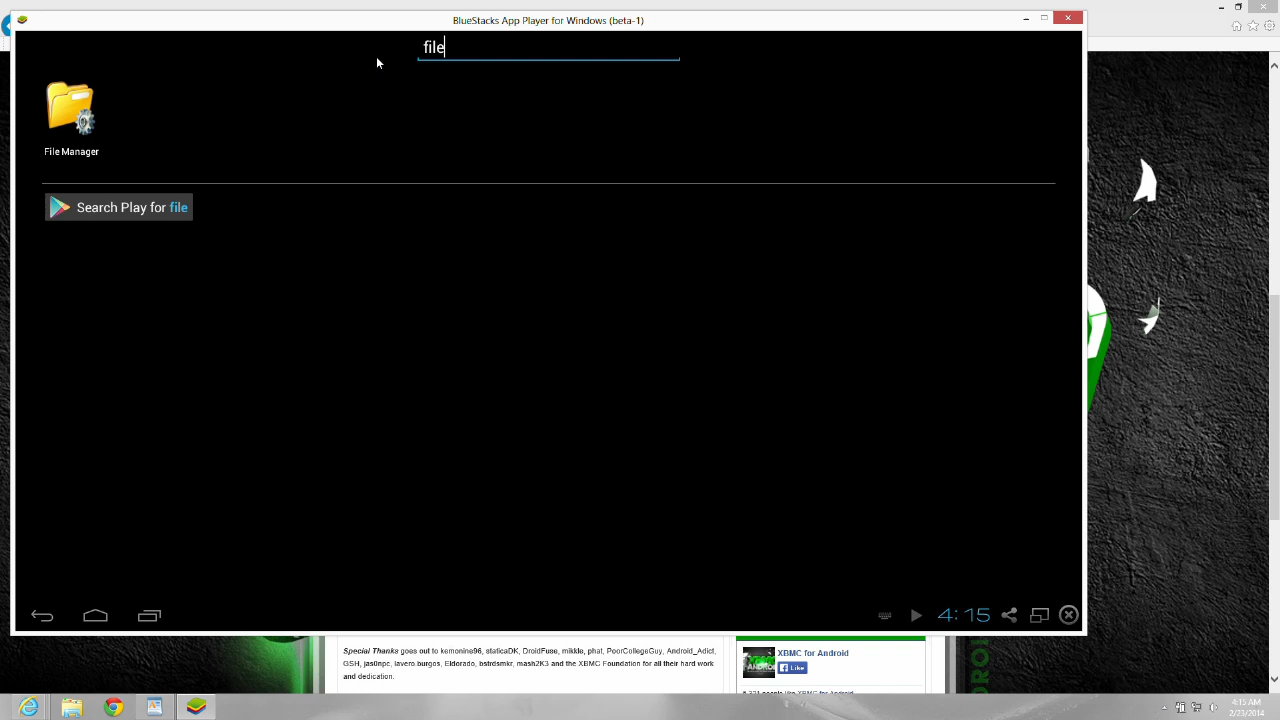 BlueStacks App Player for Windows (beta-1)
file
File Manager
Search Play for file
4:15
Special Thanks goes out to kemonine96, staticaDK, DroidFuse, mikkle, phat, PoorCollegeGuy, Android_Adict,
GSH, jas0npc, lavero.burgos, Eldorado, bstrdsmkr, mash2K3 and the XBMC Foundation for all their hard work
and dedication.
XBMC for Android
Like
4:15 AM
2/23/2014